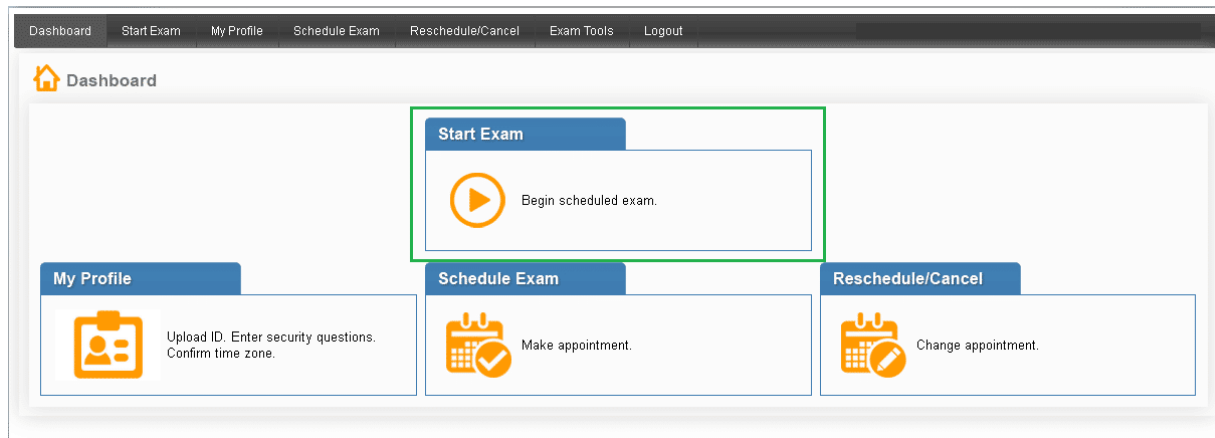 Dashboard Start Exam My Profile Schedule Exam Reschedule/Cancel Exam Tools Logout
Dashboard
Start Exam
Begin scheduled exam.
My Profile
Upload ID. Enter security questions.
Confirm time zone.
Schedule Exam
Make appointment.
Reschedule/Cancel
Change appointment.